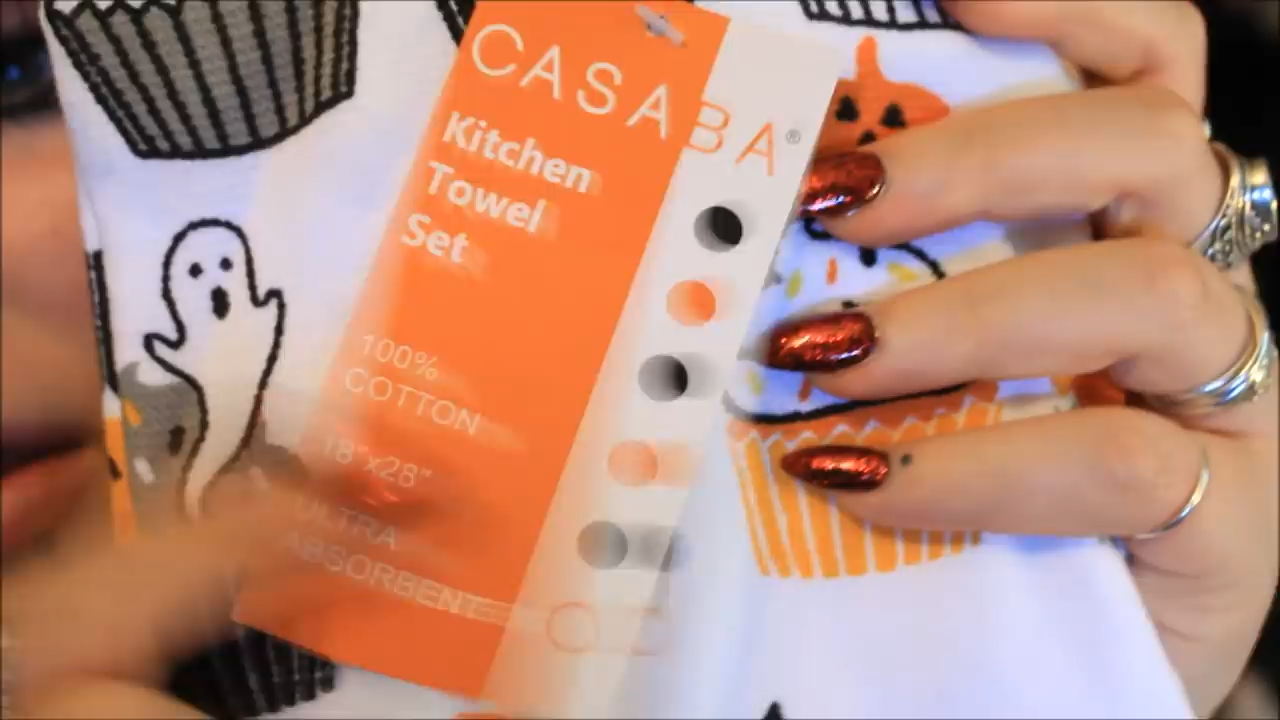 CASABA®
Kitchen
Towel
Set
100%
COTTON
18"x28"
ULTRA
ABSORBENT